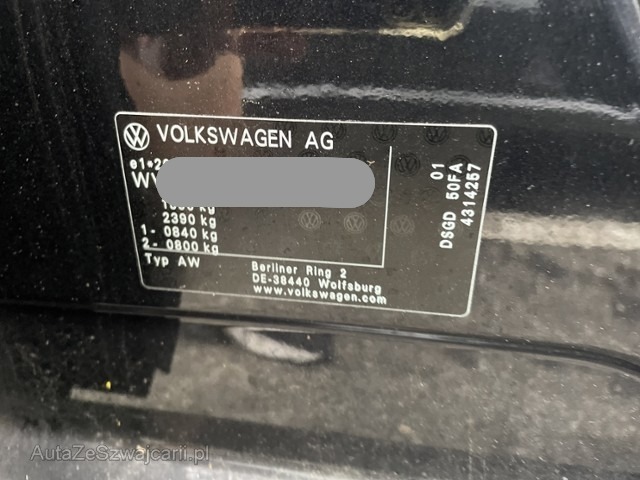 VOLKSWAGEN AG
2390 kg
1- 0840 kg
2- 0800 kg
Typ AW
Berliner Ring 2
DE-38440 Wolfsburg
www.volkswagen.com
01
DSGD 50FA
4314257
AutaZeSzwajcarii.pl